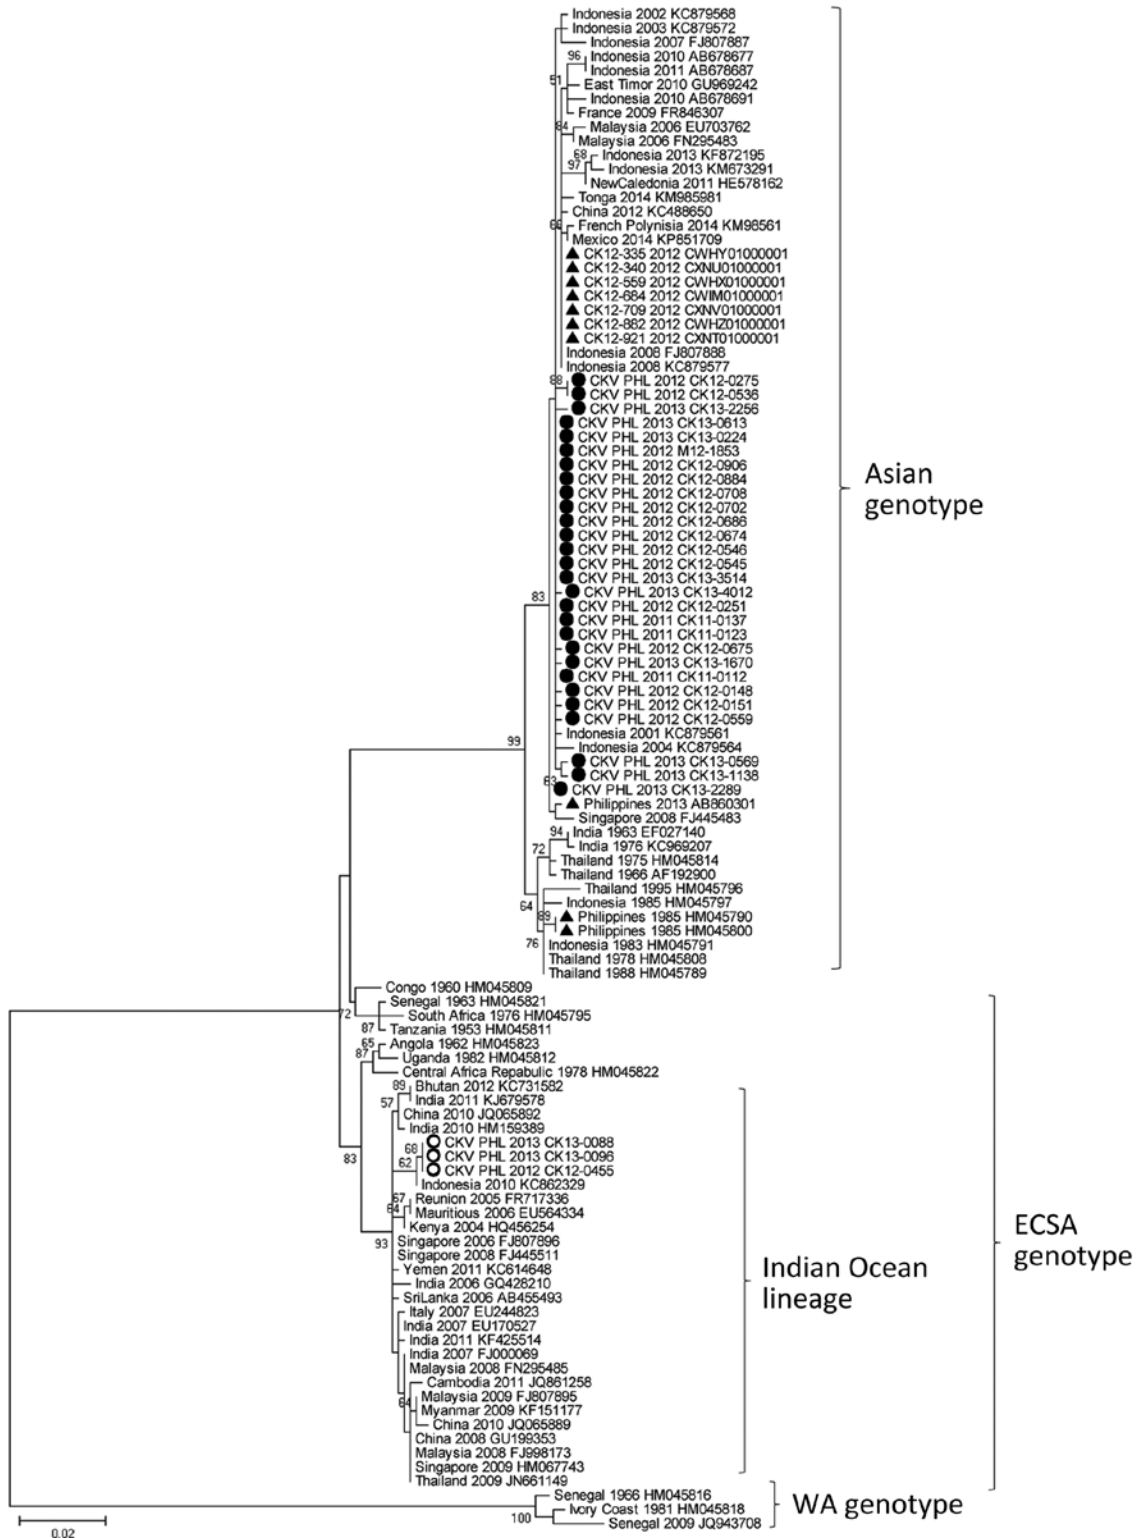 Indonesia 2002 KC879568
Indonesia 2003 KC879572
Indonesia 2007 FJ807887
96
Indonesia 2010 AB678677
Indonesia 2011 AB678687
51
East Timor 2010 GU969242
Indonesia 2010 AB678691
France 2009 FR846307
84
Malaysia 2006 EU703762
Malaysia 2006 FN295483
68
Indonesia 2013 KF872195
97
Indonesia 2013 KM673291
NewCaledonia 2011 HE578162
Tonga 2014 KM985981
China 2012 KC488650
French Polynisia 2014 KM98561
Mexico 2014 KP851709
CK12-335 2012 CWHY01000001
CK12-340 2012 CXNU01000001
CK12-559 2012 CWHX01000001
CK12-684 2012 CWIM01000001
CK12-709 2012 CXNV01000001
CK12-882 2012 CWHZ01000001
CK12-921 2012 CXNT01000001
Indonesia 2008 FJ807888
Indonesia 2008 KC879577
88
CKV PHL 2012 CK12-0275
CKV PHL 2012 CK12-0536
CKV PHL 2013 CK13-2256
CKV PHL 2013 CK13-0613
CKV PHL 2013 CK13-0224
CKV PHL 2012 M12-1853
CKV PHL 2012 CK12-0906
CKV PHL 2012 CK12-0884
CKV PHL 2012 CK12-0708
CKV PHL 2012 CK12-0702
CKV PHL 2012 CK12-0686
CKV PHL 2012 CK12-0674
CKV PHL 2012 CK12-0546
CKV PHL 2012 CK12-0545
CKV PHL 2013 CK13-3514
CKV PHL 2013 CK13-4012
83
CKV PHL 2012 CK12-0251
CKV PHL 2011 CK11-0137
CKV PHL 2011 CK11-0123
CKV PHL 2012 CK12-0675
CKV PHL 2013 CK13-1670
CKV PHL 2011 CK11-0112
CKV PHL 2012 CK12-0148
CKV PHL 2012 CK12-0151
CKV PHL 2012 CK12-0559
Indonesia 2001 KC879561
99
Indonesia 2004 KC879564
CKV PHL 2013 CK13-0569
CKV PHL 2013 CK13-1138
63
CKV PHL 2013 CK13-2289
Philippines 2013 AB860301
Singapore 2008 FJ445483
94
India 1963 EF027140
India 1976 KC969207
72
Thailand 1975 HM045814
Thailand 1966 AF192900
Thailand 1995 HM045796
64
Indonesia 1985 HM045797
89
Philippines 1985 HM045790
Philippines 1985 HM045800
76
Indonesia 1983 HM045791
Thailand 1978 HM045808
Thailand 1988 HM045789
Asian
genotype
Congo 1960 HM045809
Senegal 1963 HM045821
72
South Africa 1976 HM045795
87
Tanzania 1953 HM045811
65
Angola 1962 HM045823
87
Uganda 1982 HM045812
Central Africa Repabulic 1978 HM045822
89
Bhutan 2012 KC731582
57
India 2011 KJ679578
China 2010 JQ065892
India 2010 HM159389
68
CKV PHL 2013 CK13-0088
83
62
CKV PHL 2013 CK13-0096
CKV PHL 2012 CK12-0455
Indonesia 2010 KC862329
67
Reunion 2005 FR717336
64
Mauritious 2006 EU564334
Kenya 2004 HQ456254
93
Singapore 2006 FJ807896
Singapore 2008 FJ445511
Yemen 2011 KC614648
India 2006 GQ428210
SriLanka 2006 AB455493
Italy 2007 EU244823
India 2007 EU170527
India 2011 KF425514
India 2007 FJ000069
Malaysia 2008 FN295485
Cambodia 2011 JQ861258
64
Malaysia 2009 FJ807895
Myanmar 2009 KF151177
China 2010 JQ065889
China 2008 GU199353
Malaysia 2008 FJ998173
Singapore 2009 HM067743
Thailand 2009 JN661149
Indian Ocean
lineage
ECSA
genotype
Senegal 1966 HM045816
100
Ivory Coast 1981 HM045818
Senegal 2009 JQ943708
WA genotype
0.02